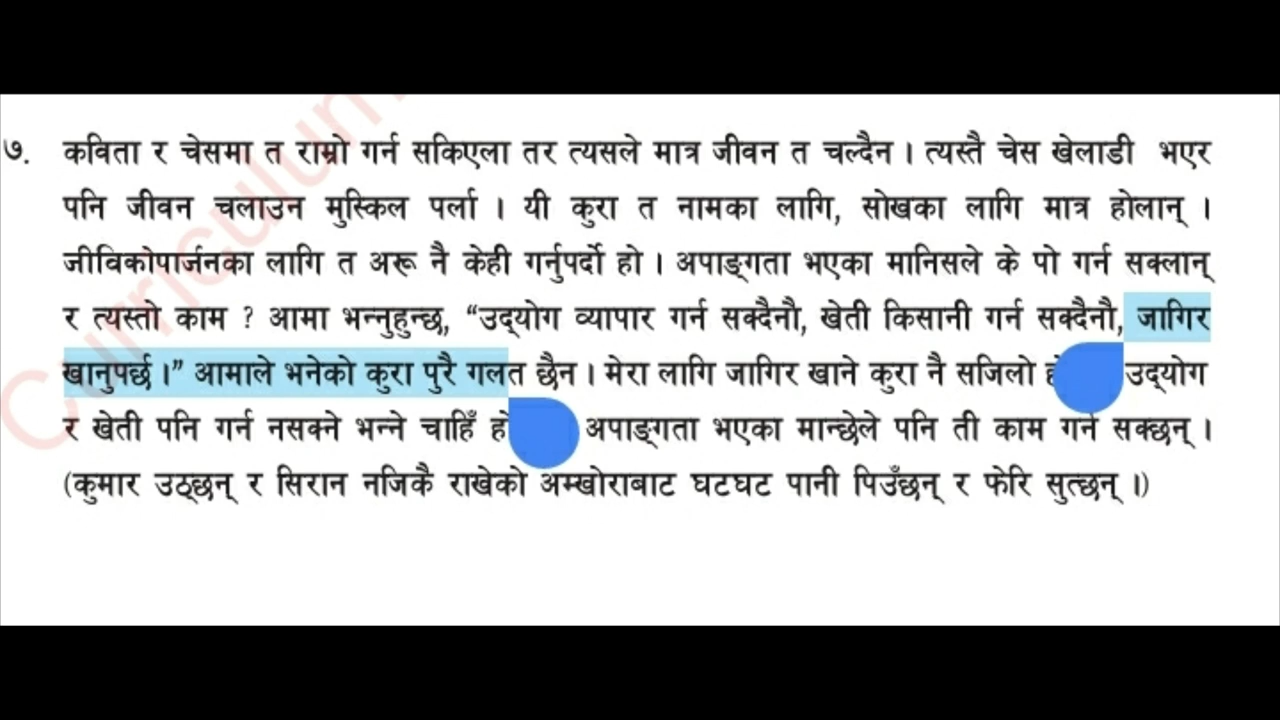 ७. कविता र चेसमा त राम्रो गर्न सकिएला तर त्यसले मात्र जीवन त चल्दैन । त्यस्तै चेस खेलाडी भएर
पनि जीवन चलाउन मुस्किल पर्ला । यी कुरा त नामका लागि, सोखका लागि मात्र होलान् ।
जीविकोपार्जनका लागि त अरू नै केही गर्नुपर्दो हो । अपाङ्गता भएका मानिसले के पो गर्न सक्लान्
र त्यस्तो काम ? आमा भन्नुहुन्छ, “उद्योग व्यापार गर्न सक्दैनौ, खेती किसानी गर्न सक्दैनौ, जागिर
खानुपर्छ ।” आमाले भनेको कुरा पुरै गलत छैन । मेरा लागि जागिर खाने कुरा नै सजिलो उद्योग
र खेती पनि गर्न नसक्ने भन्ने चाहिँ अपाङ्गता भएका मान्छेले पनि ती काम गर्न सक्छन् ।
(कुमार उठ्छन् र सिरान नजिकै राखेको अम्खोराबाट घटघट पानी पिउँछन् र फेरि सुत्छन् ।)
Curriculum